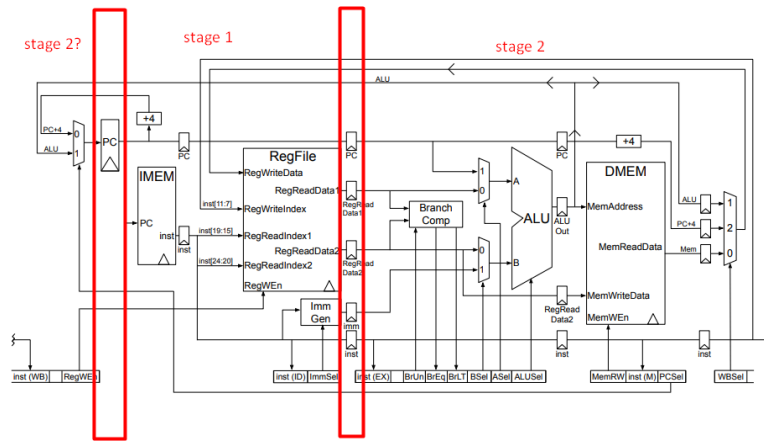 stage 2?
stage 1
stage 2
ALU
+4
PC+4
ALU
0
1
PC
PC
IMEM
PC
inst
inst
RegFile
RegWriteData
RegReadData1
inst[11:7]
RegWriteIndex
inst[19:15]
RegReadIndex1
RegReadData2
inst[24:20]
RegReadIndex2
RegWEn
Imm
Gen
PC
RegRead
Data1
RegRead
Data2
imm
inst
Branch
Comp
1
0
0
1
A
B
ALU
PC
ALU
Out
RegRead
Data2
inst
+4
DMEM
MemAddress
MemReadData
MemWriteData
MemWEn
ALU
PC+4
Mem
1
2
0
inst
inst (WB)
RegWEn
inst (ID)
ImmSel
inst (EX)
BrUn
BrEq
BrLT
BSel
ASel
ALUSel
MemRW
inst (M)
PCSel
WBSel